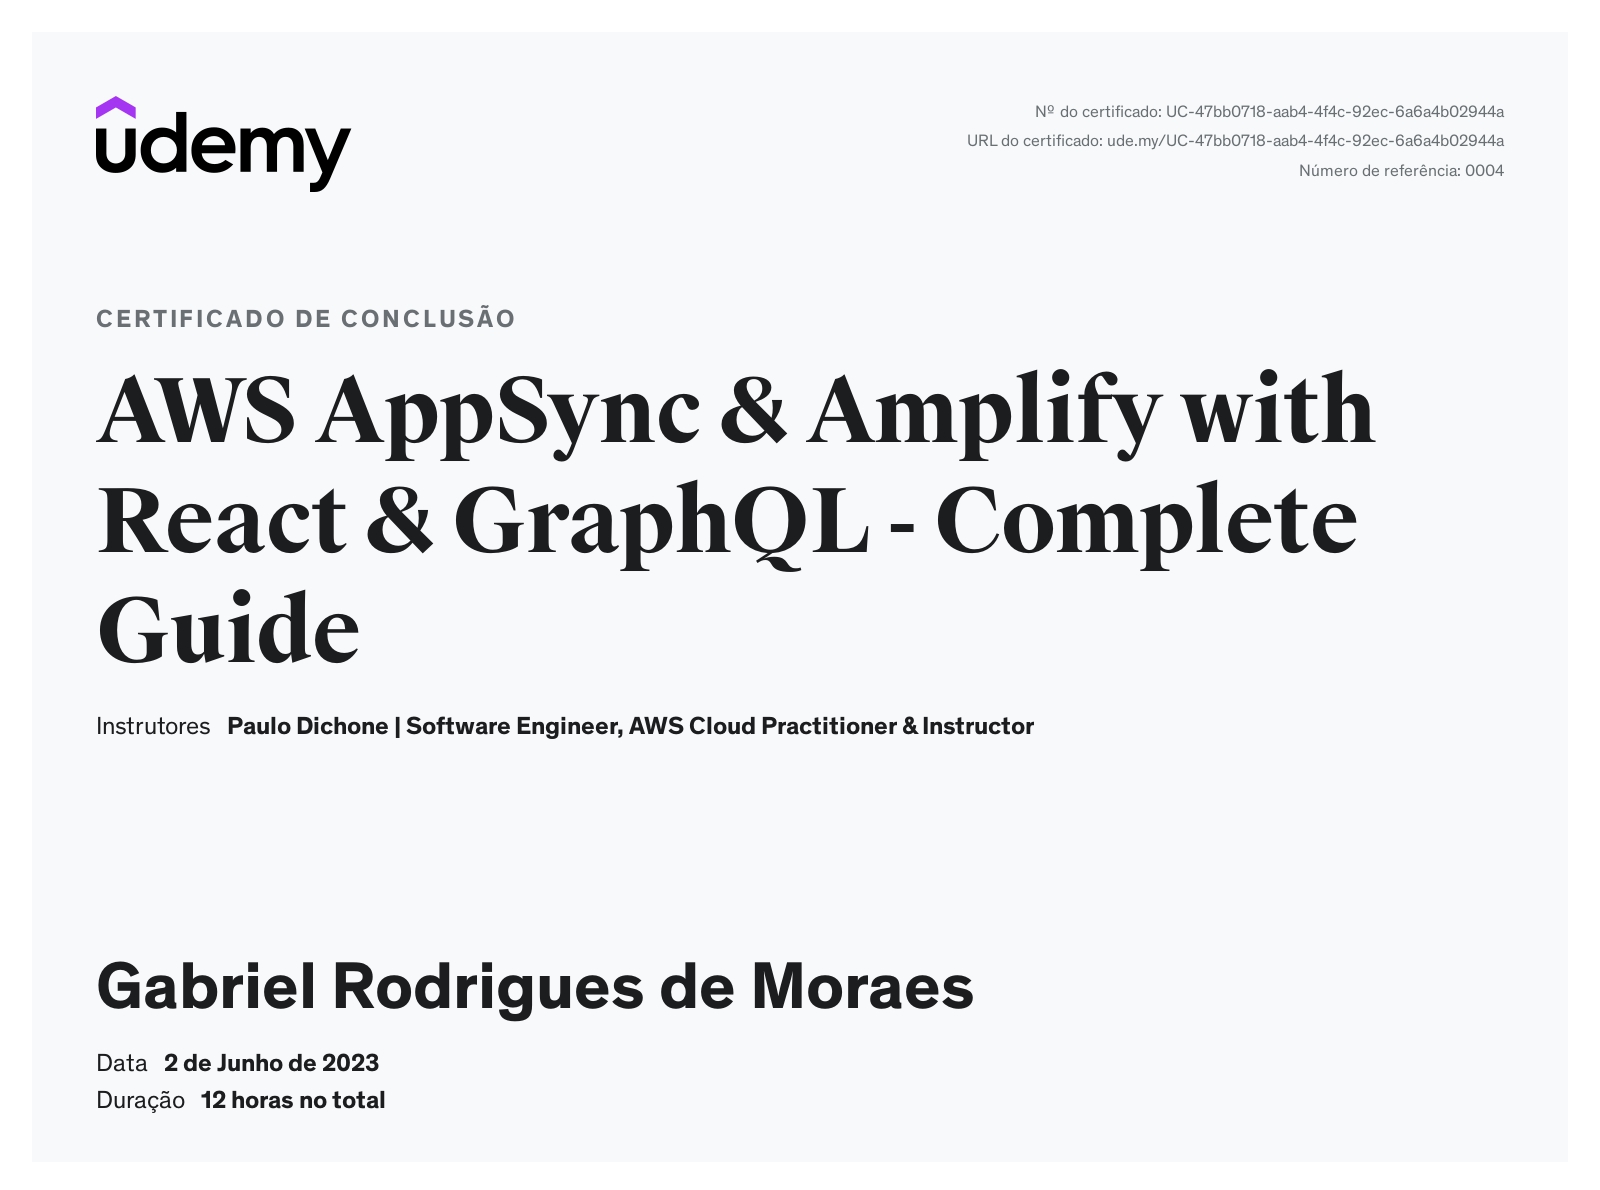 udemy
Nº do certificado: UC-47bb0718-aab4-4f4c-92ec-6a6a4b02944a
URL do certificado: ude.my/UC-47bb0718-aab4-4f4c-92ec-6a6a4b02944a
Número de referência: 0004
CERTIFICADO DE CONCLUSÃO
AWS AppSync & Amplify with
React & GraphQL - Complete
Guide
Instrutores Paulo Dichone | Software Engineer, AWS Cloud Practitioner & Instructor
Gabriel Rodrigues de Moraes
Data 2 de Junho de 2023
Duração 12 horas no total